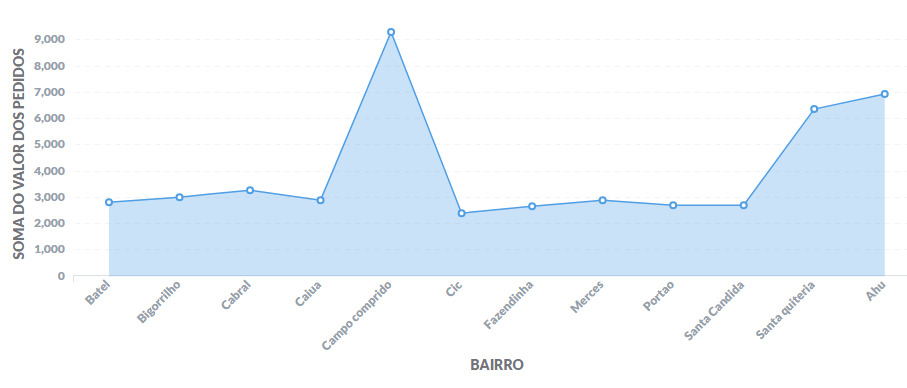 SOMA DO VALOR DOS PEDIDOS
9,000
8,000
7,000
6,000
5,000
4,000
3,000
2,000
1,000
0
Batel
Bigorrilho
Cabral
Caiua
Campo comprido
Cic
Fazendinha
Merces
Portao
Santa Candida
Santa quiteria
Ahu
BAIRRO